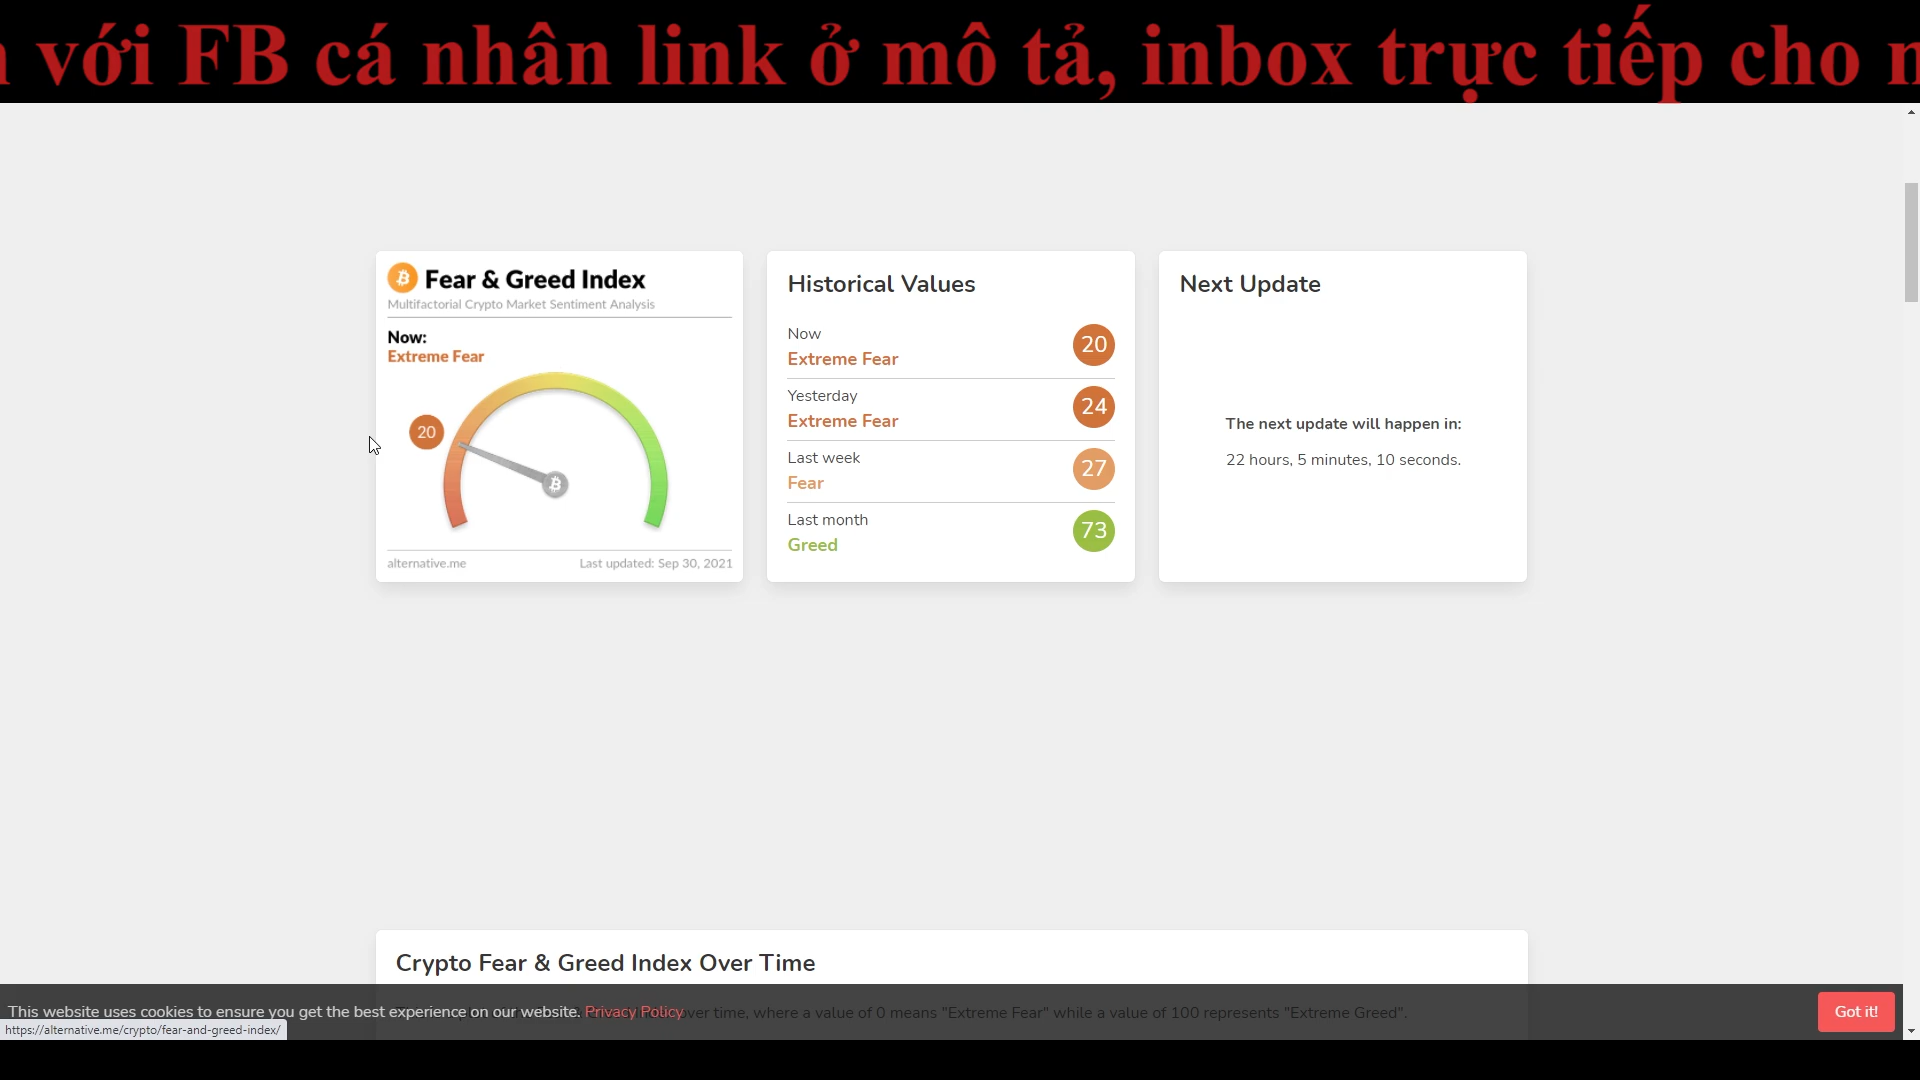 với FB cá nhân link ở mô tả, inbox trực tiếp cho
Fear & Greed Index
Multifactorial Crypto Market Sentiment Analysis
Now:
Extreme Fear
20
alternative.me
Last updated: Sep 30, 2021
Historical Values
Now
Extreme Fear
20
Yesterday
Extreme Fear
24
Last week
Fear
27
Last month
Greed
73
Next Update
The next update will happen in:
22 hours, 5 minutes, 10 seconds.
Crypto Fear & Greed Index Over Time
over time, where a value of 0 means "Extreme Fear" while a value of 100 represents "Extreme Greed".
This website uses cookies to ensure you get the best experience on our website. Privacy Policy
Got it!
https://alternative.me/crypto/fear-and-greed-index/